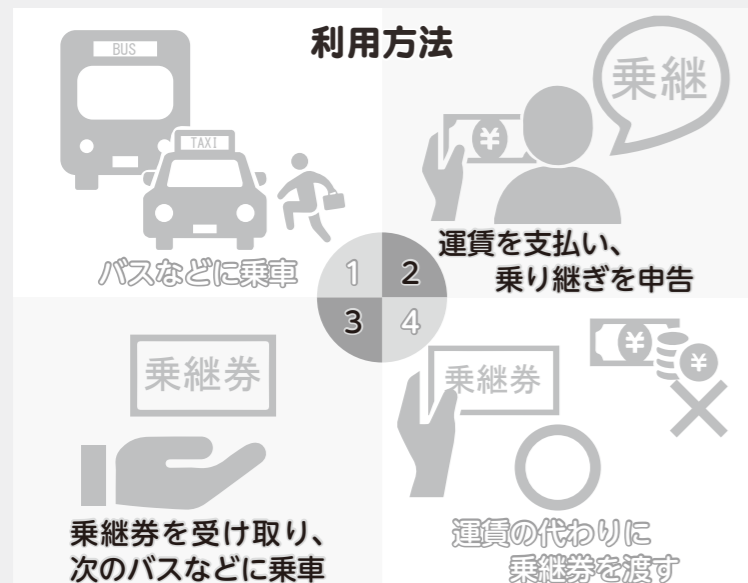 利用方法
BUS
TAXI
バスなどに乗車
1
乗継
¥
運賃を支払い、
乗り継ぎを申告
2
3
乗継券
乗継券を受け取り、
次のバスなどに乗車
4
乗継券
¥
¥
運賃の代わりに
乗継券を渡す